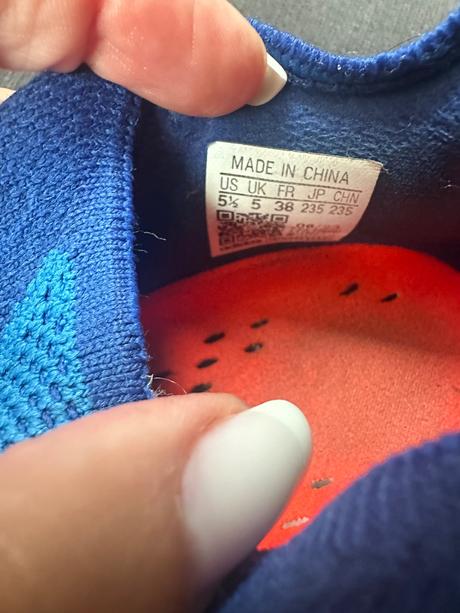 MADE IN CHINA
US UK FR JP CHN
5½ 5 38 235 235